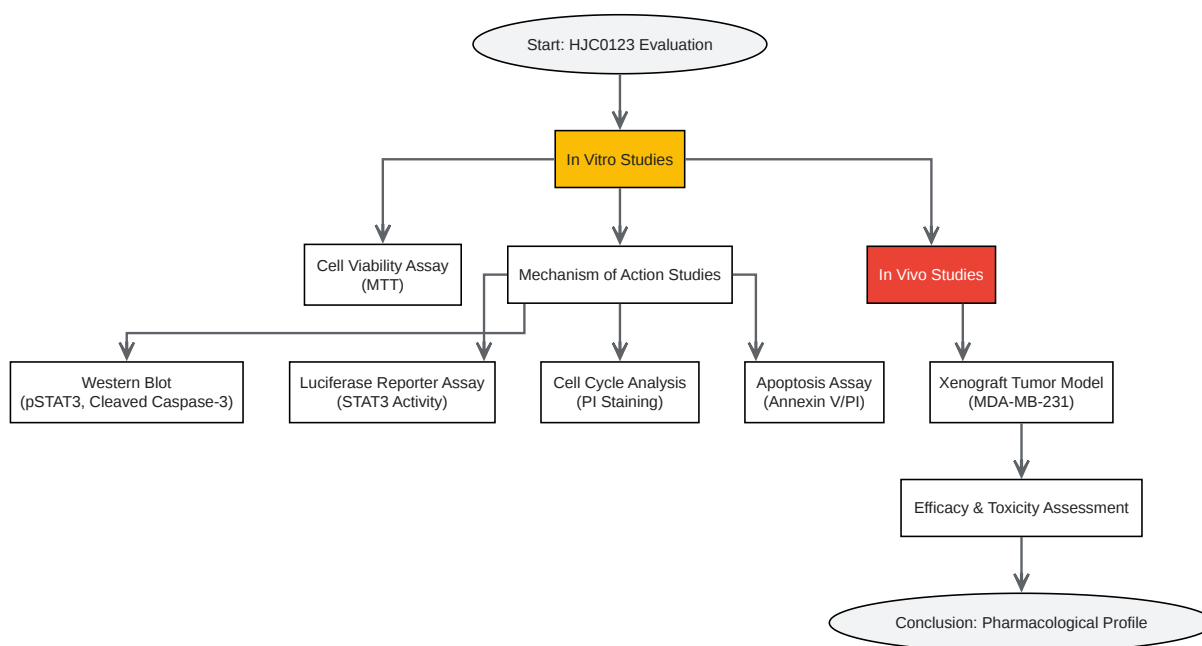 Start: HJC0123 Evaluation
In Vitro Studies
Cell Viability Assay
(MTT)
Mechanism of Action Studies
In Vivo Studies
Western Blot
(pSTAT3, Cleaved Caspase-3)
Luciferase Reporter Assay
(STAT3 Activity)
Cell Cycle Analysis
(PI Staining)
Apoptosis Assay
(Annexin V/PI)
Xenograft Tumor Model
(MDA-MB-231)
Efficacy & Toxicity Assessment
Conclusion: Pharmacological Profile